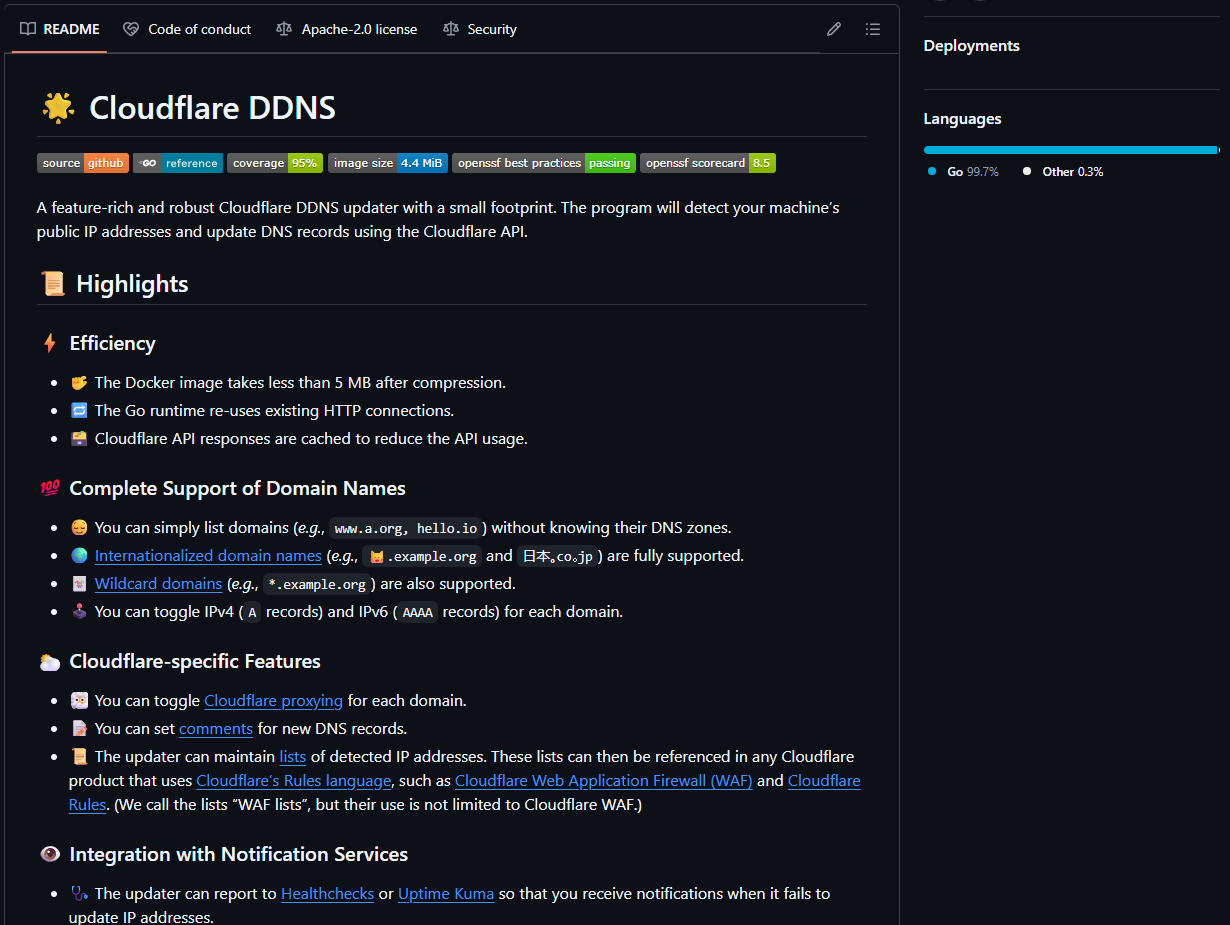 README
Code of conduct
Apache-2.0 license
Security
Cloudflare DDNS
source github
GO reference
coverage 95%
image size 4.4 MiB
openssf best practices passing
openssf scorecard 8.5
A feature-rich and robust Cloudflare DDNS updater with a small footprint. The program will detect your machine’s
public IP addresses and update DNS records using the Cloudflare API.
Highlights
Efficiency
The Docker image takes less than 5 MB after compression.
The Go runtime re-uses existing HTTP connections.
Cloudflare API responses are cached to reduce the API usage.
Complete Support of Domain Names
You can simply list domains (e.g., www.a.org, hello.io) without knowing their DNS zones.
Internationalized domain names (e.g., 🐱.example.org and 日本｡co｡jp) are fully supported.
Wildcard domains (e.g., *.example.org) are also supported.
You can toggle IPv4 (A records) and IPv6 (AAAA records) for each domain.
Cloudflare-specific Features
You can toggle Cloudflare proxying for each domain.
You can set comments for new DNS records.
The updater can maintain lists of detected IP addresses. These lists can then be referenced in any Cloudflare
product that uses Cloudflare’s Rules language, such as Cloudflare Web Application Firewall (WAF) and Cloudflare
Rules. (We call the lists “WAF lists”, but their use is not limited to Cloudflare WAF.)
Integration with Notification Services
The updater can report to Healthchecks or Uptime Kuma so that you receive notifications when it fails to
update IP addresses.
Deployments
Languages
Go 99.7%
Other 0.3%